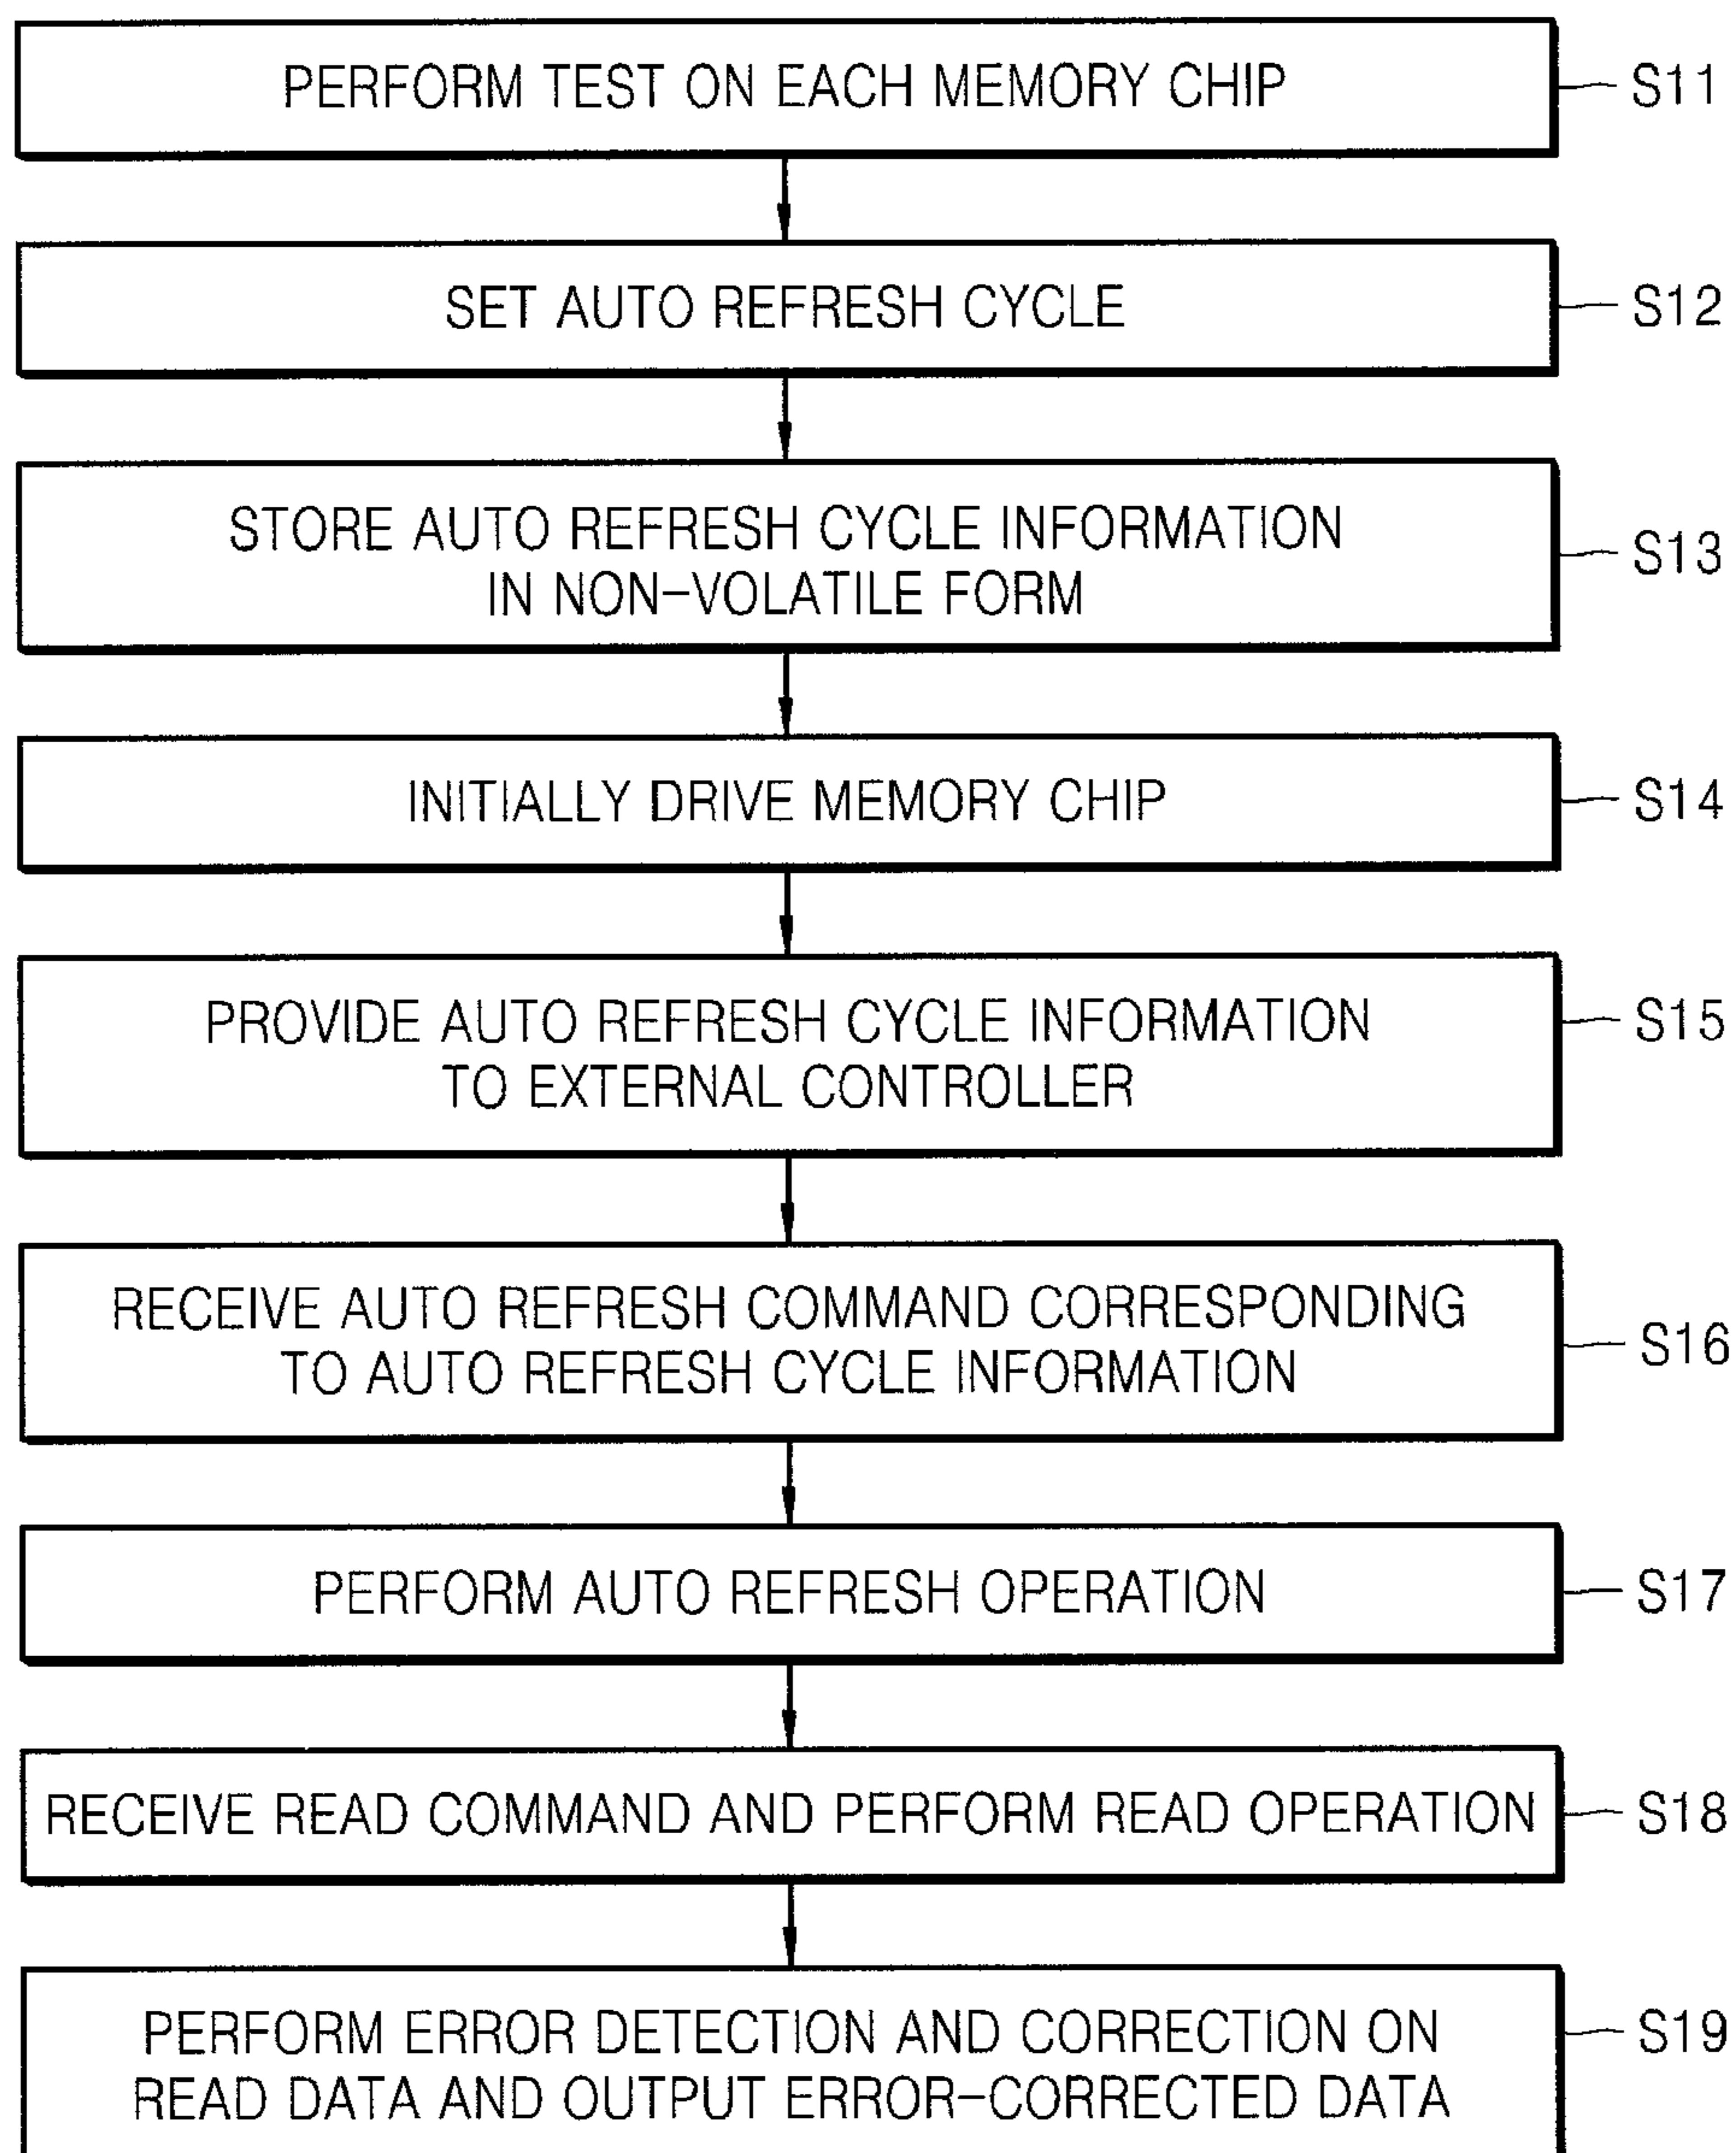 PERFORM TEST ON EACH MEMORY CHIP
S11
SET AUTO REFRESH CYCLE
S12
STORE AUTO REFRESH CYCLE INFORMATION
IN NON-VOLATILE FORM
S13
INITIALLY DRIVE MEMORY CHIP
S14
PROVIDE AUTO REFRESH CYCLE INFORMATION
TO EXTERNAL CONTROLLER
S15
RECEIVE AUTO REFRESH COMMAND CORRESPONDING
TO AUTO REFRESH CYCLE INFORMATION
S16
PERFORM AUTO REFRESH OPERATION
S17
RECEIVE READ COMMAND AND PERFORM READ OPERATION
S18
PERFORM ERROR DETECTION AND CORRECTION ON
READ DATA AND OUTPUT ERROR-CORRECTED DATA
S19